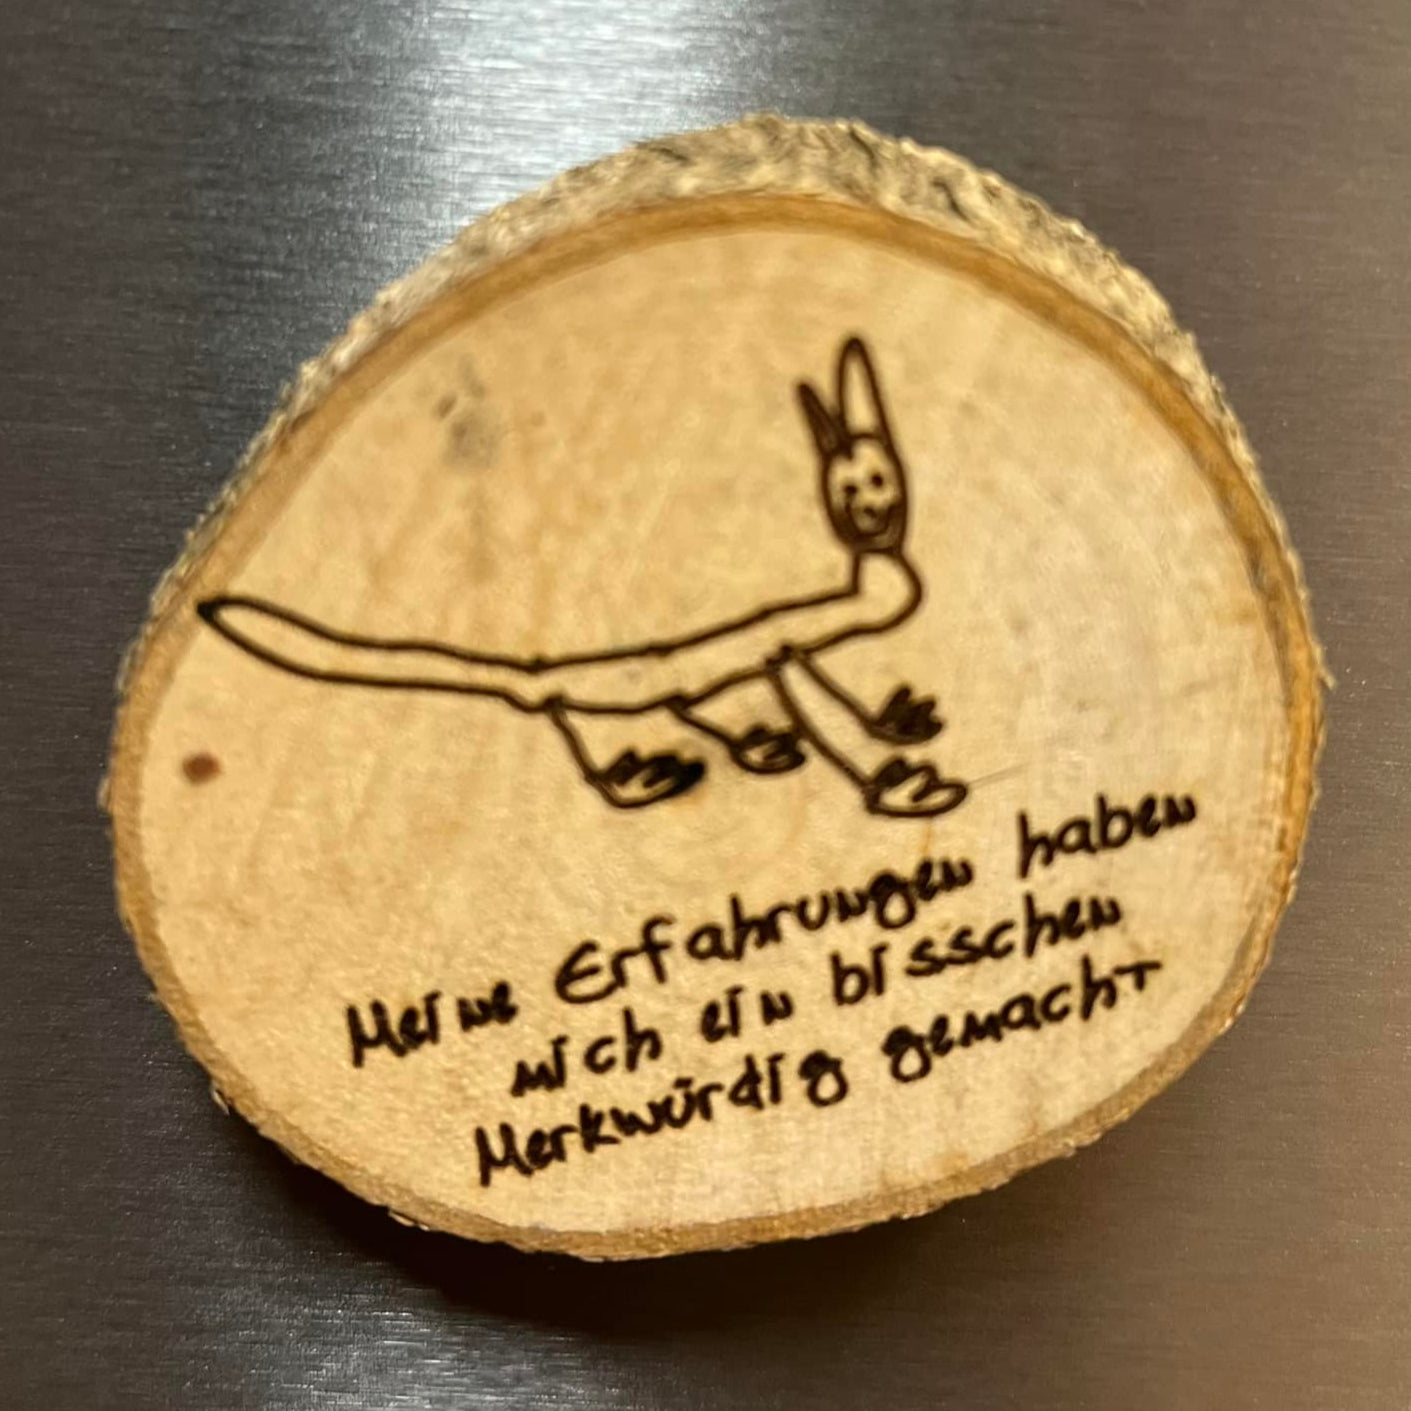 Meine Erfahrungen haben
mich ein bisschen
Merkwürdig gemacht